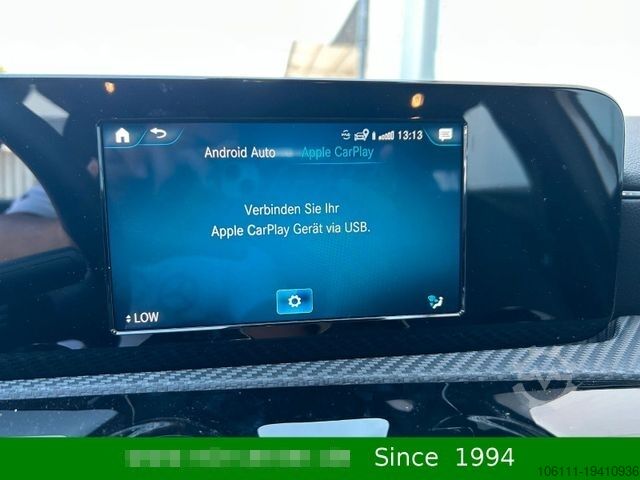 13:13
Android Auto Apple CarPlay
Verbinden Sie Ihr
Apple CarPlay Gerät via USB.
LOW
Since 1994
106111-19410936